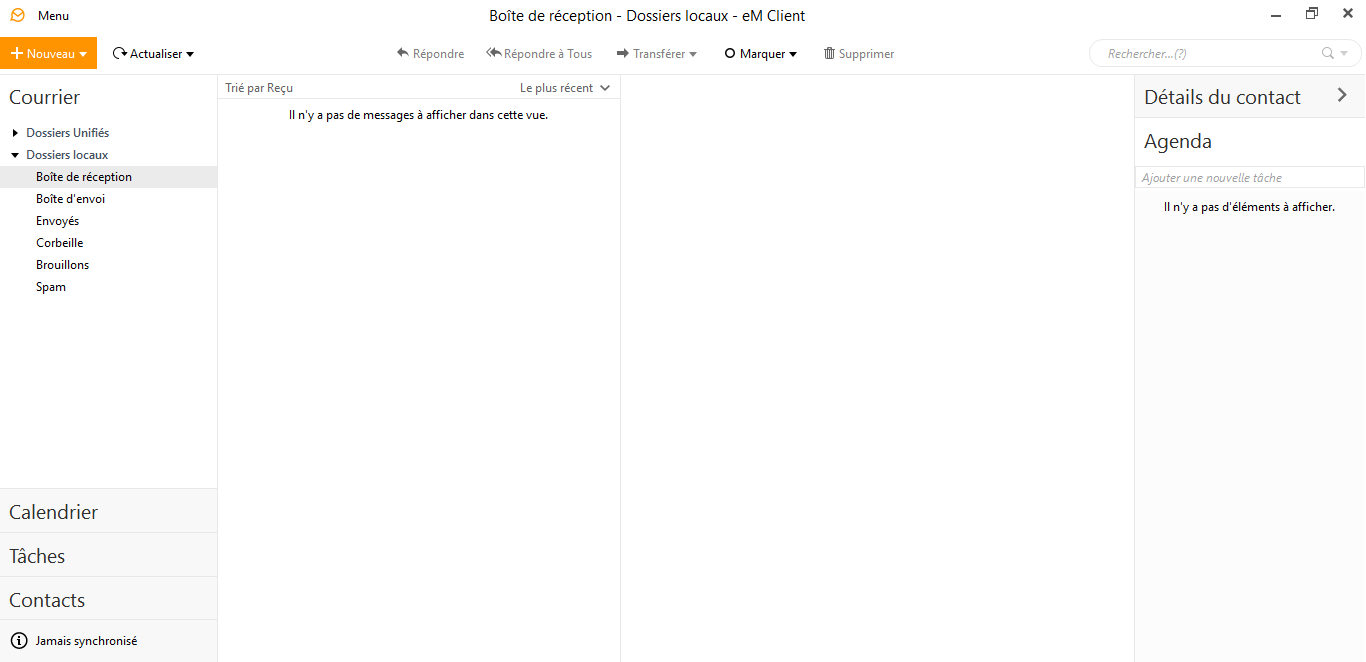 Menu
Boîte de réception - Dossiers locaux - eM Client
Nouveau
Actualiser
Répondre
Répondre à Tous
Transférer
Marquer
Supprimer
Rechercher...(?)
Courrier
Dossiers Unifiés
Dossiers locaux
Boîte de réception
Boîte d'envoi
Envoyés
Corbeille
Brouillons
Spam
Calendrier
Tâches
Contacts
Jamais synchronisé
Trié par Reçu
Le plus récent
Il n'y a pas de messages à afficher dans cette vue.
Détails du contact
Agenda
Ajouter une nouvelle tâche
Il n'y a pas d'éléments à afficher.